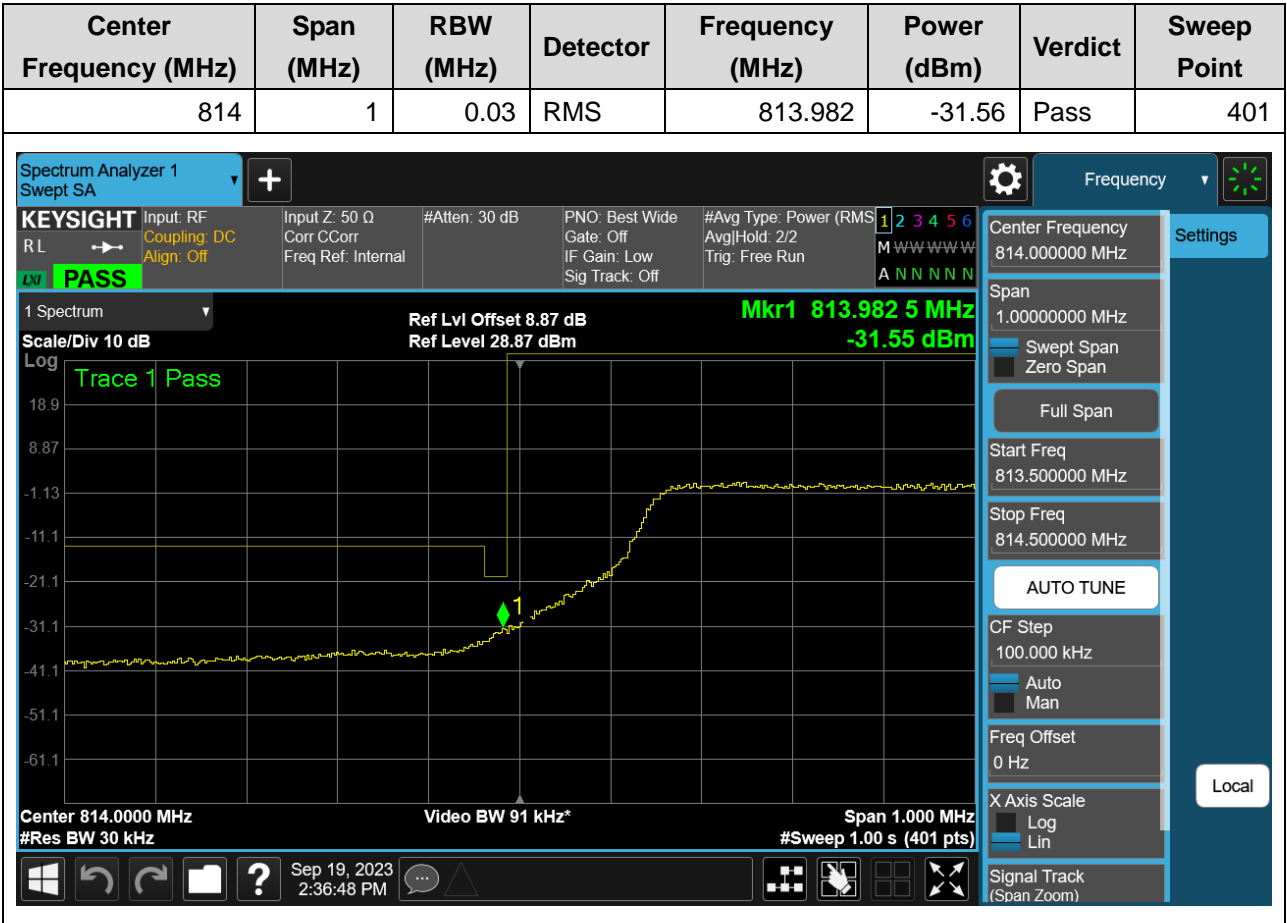 Center Frequency (MHz) Span (MHz) RBW (MHz) Detector Frequency (MHz) Power (dBm) Verdict Sweep Point
814 1 0.03 RMS 813.982 -31.56 Pass 401
Spectrum Analyzer 1
Swept SA
+
Frequency
KEYSIGHT
R L
LXI PASS
Input: RF
Coupling: DC
Align: Off
Input Z: 50 Ω
Corr CCorr
Freq Ref: Internal
#Atten: 30 dB
PNO: Best Wide
Gate: Off
IF Gain: Low
Sig Track: Off
#Avg Type: Power (RMS
Avg|Hold: 2/2
Trig: Free Run
1 2 3 4 5 6
M W W W W W
A N N N N N
1 Spectrum
Scale/Div 10 dB
Ref Lvl Offset 8.87 dB
Ref Level 28.87 dBm
Mkr1 813.982 5 MHz
-31.55 dBm
Log
Trace 1 Pass
18.9
8.87
-1.13
-11.1
-21.1
-31.1
-41.1
-51.1
-61.1
1
Center 814.0000 MHz
#Res BW 30 kHz
Video BW 91 kHz*
Span 1.000 MHz
#Sweep 1.00 s (401 pts)
Center Frequency
814.000000 MHz
Settings
Span
1.00000000 MHz
Swept Span
Zero Span
Full Span
Start Freq
813.500000 MHz
Stop Freq
814.500000 MHz
AUTO TUNE
CF Step
100.000 kHz
Auto
Man
Freq Offset
0 Hz
X Axis Scale
Log
Lin
Signal Track
(Span Zoom)
Local
?
Sep 19, 2023
2:36:48 PM